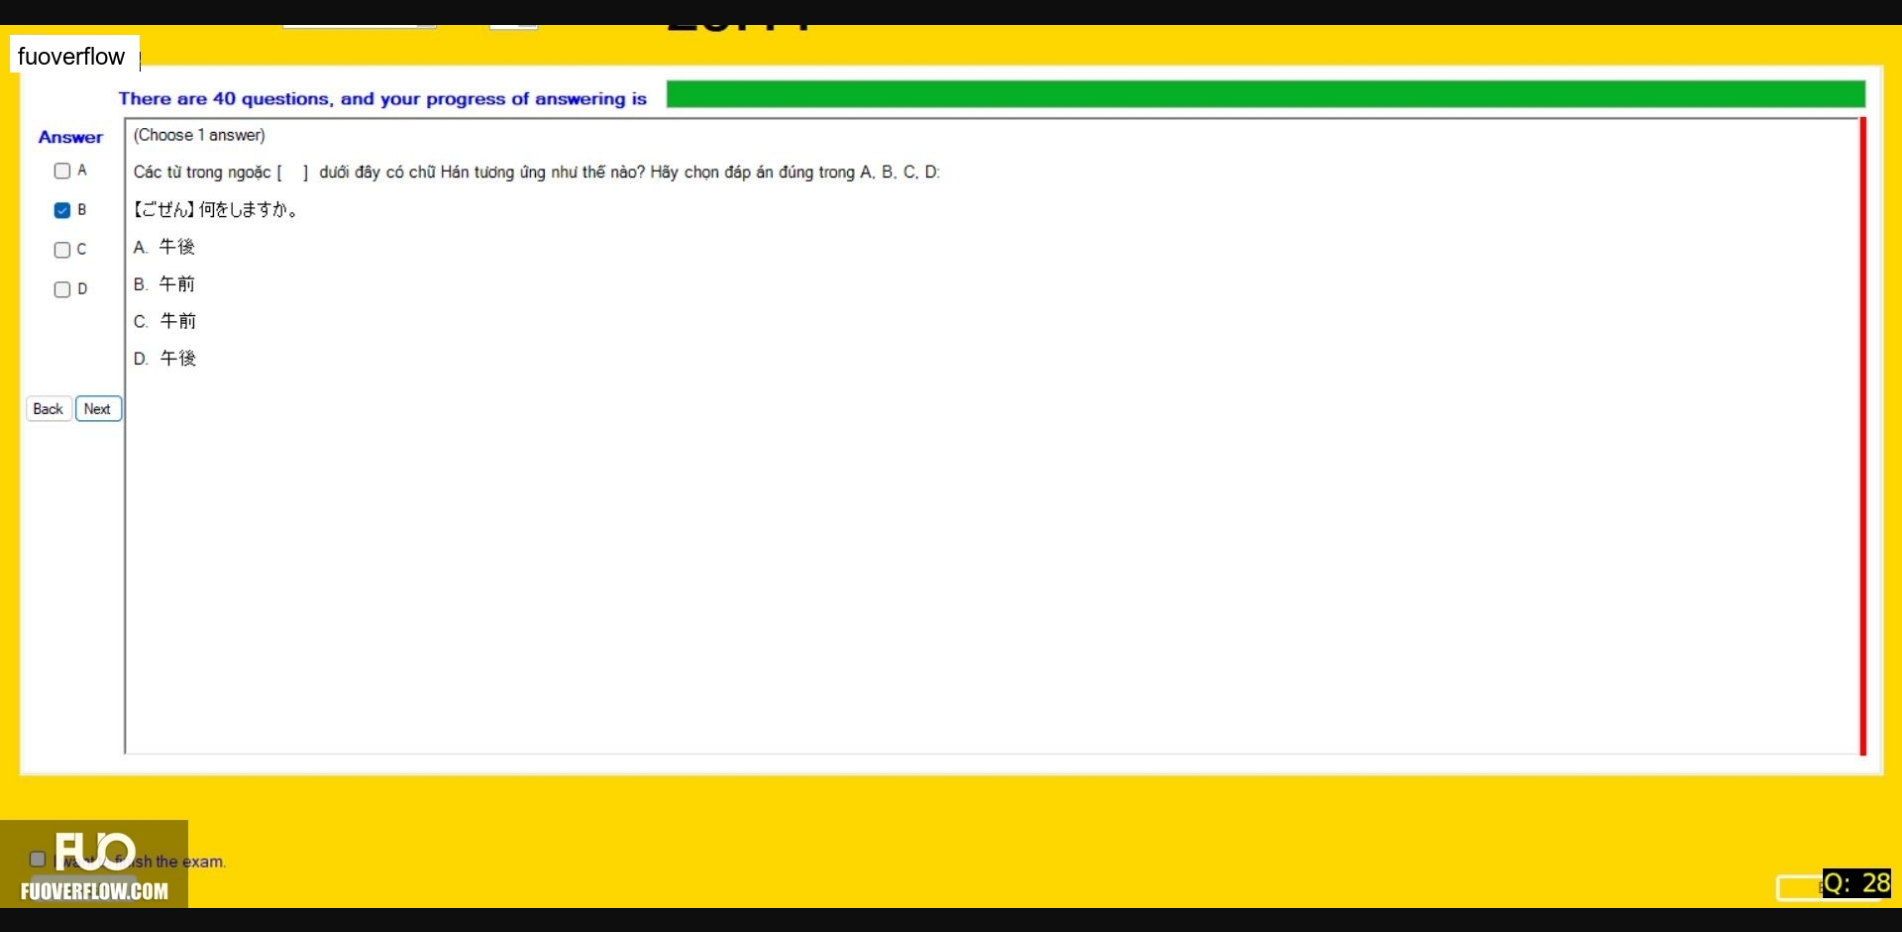 fuoverflow
There are 40 questions, and your progress of answering is
Answer
(Choose 1 answer)
A
Các từ trong ngoặc [ ] dưới đây có chữ Hán tương ứng như thế nào? Hãy chọn đáp án đúng trong A, B, C, D:
B
【ごぜん】何をしますか。
C
A. 牛後
D
B. 午前
C. 牛前
D. 午後
Back Next
FUO
finish the exam.
FUOVERFLOW.COM
Q: 28